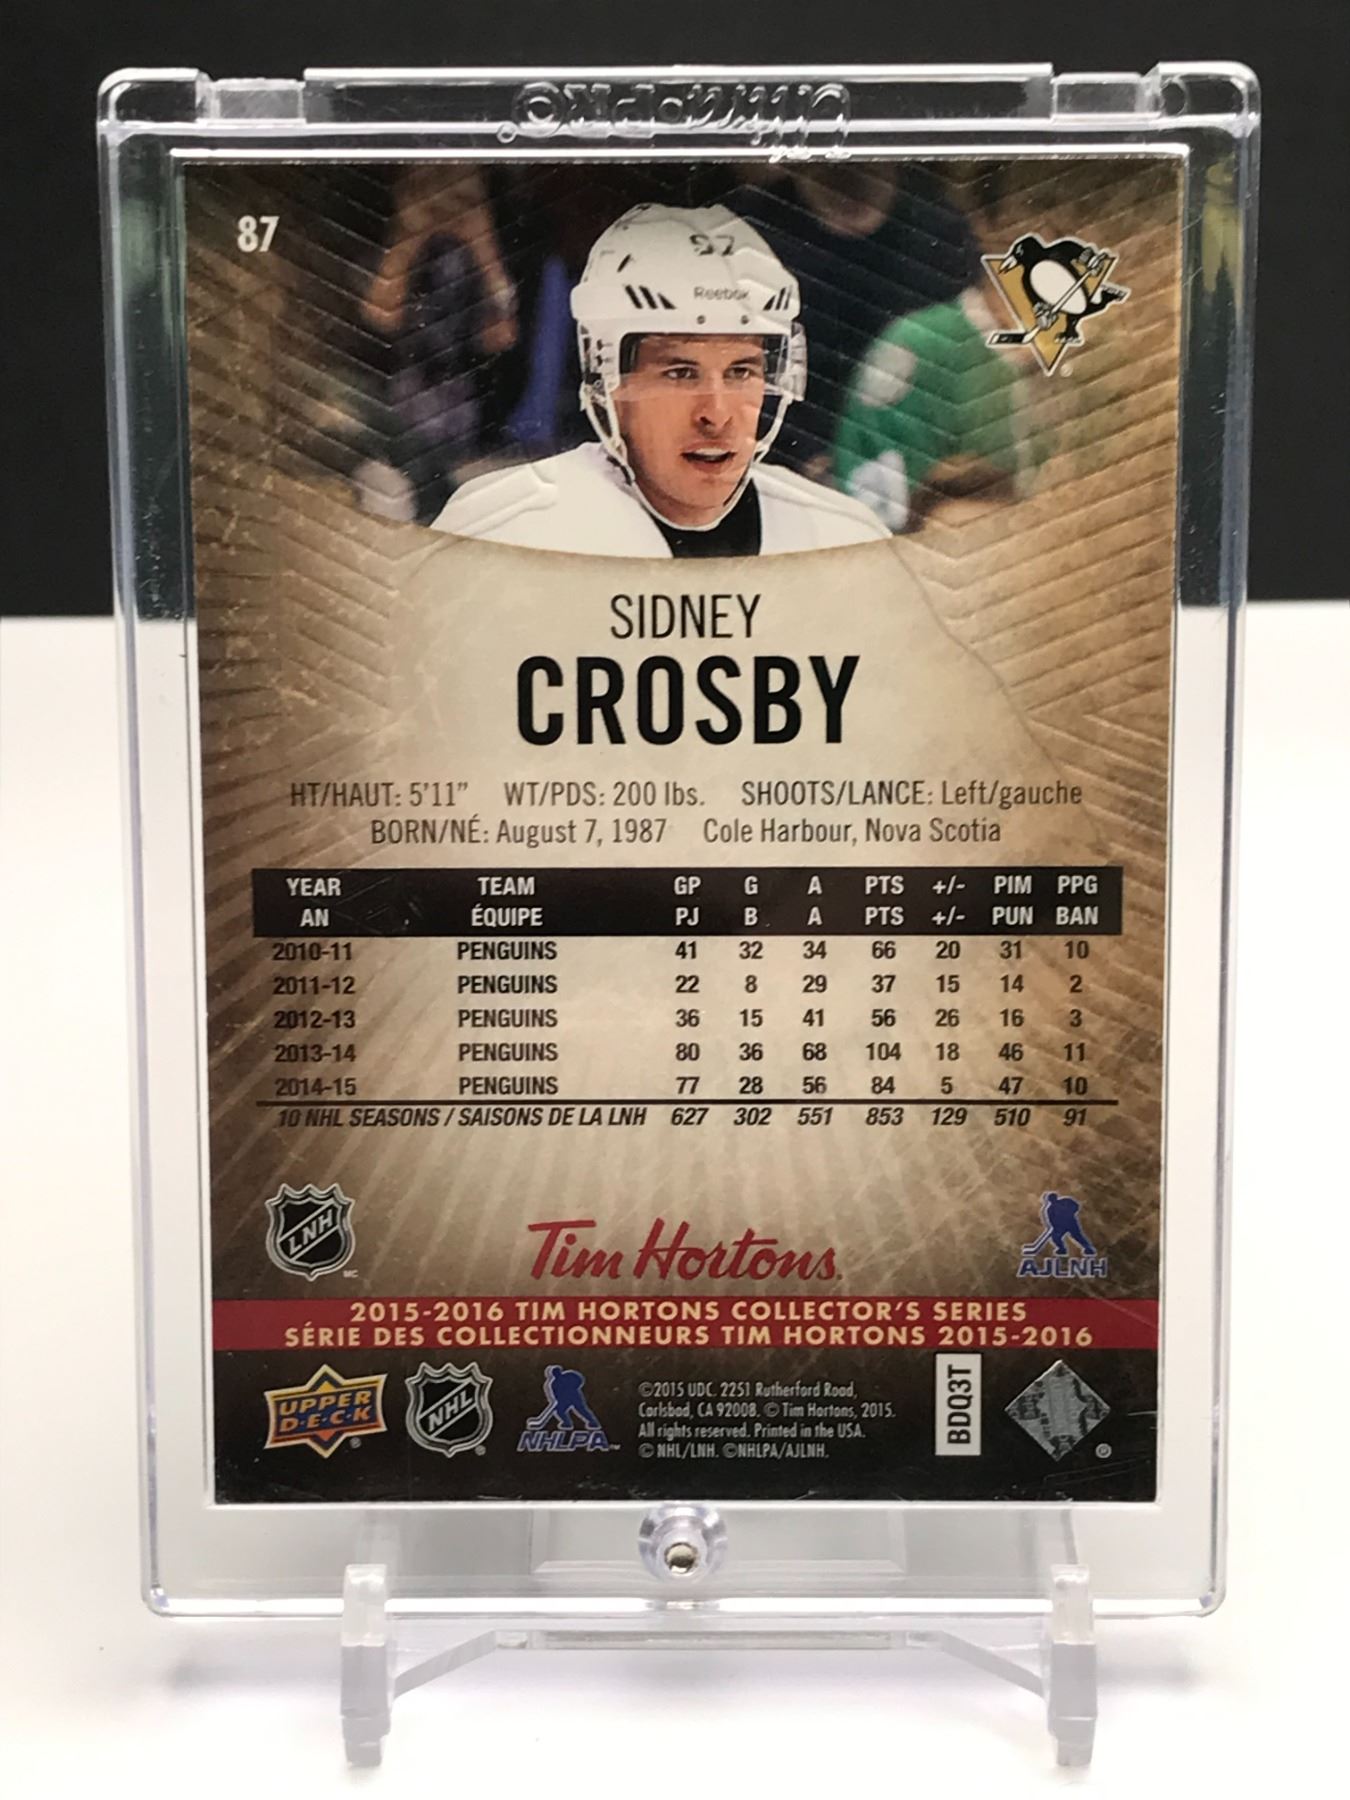 ULTRA·PRO®
87
87
Reebok
SIDNEY
CROSBY
HT/HAUT: 5'11" WT/PDS: 200 lbs. SHOOTS/LANCE: Left/gauche
BORN/NÉ: August 7, 1987 Cole Harbour, Nova Scotia
YEAR TEAM GP G A PTS +/- PIM PPG
AN ÉQUIPE PJ B A PTS +/- PUN BAN
2010-11 PENGUINS 41 32 34 66 20 31 10
2011-12 PENGUINS 22 8 29 37 15 14 2
2012-13 PENGUINS 36 15 41 56 26 16 3
2013-14 PENGUINS 80 36 68 104 18 46 11
2014-15 PENGUINS 77 28 56 84 5 47 10
10 NHL SEASONS / SAISONS DE LA LNH 627 302 551 853 129 510 91
LNH MC
Tim Hortons.
AJLNH
2015-2016 TIM HORTONS COLLECTOR'S SERIES
SÉRIE DES COLLECTIONNEURS TIM HORTONS 2015-2016
UPPER
D·E·C·K ®
NHL ®
NHLPA™
©2015 UDC. 2251 Rutherford Road,
Carlsbad, CA 92008. © Tim Hortons, 2015.
All rights reserved. Printed in the USA.
© NHL/LNH. ©NHLPA/AJLNH.
BDQ3T
®